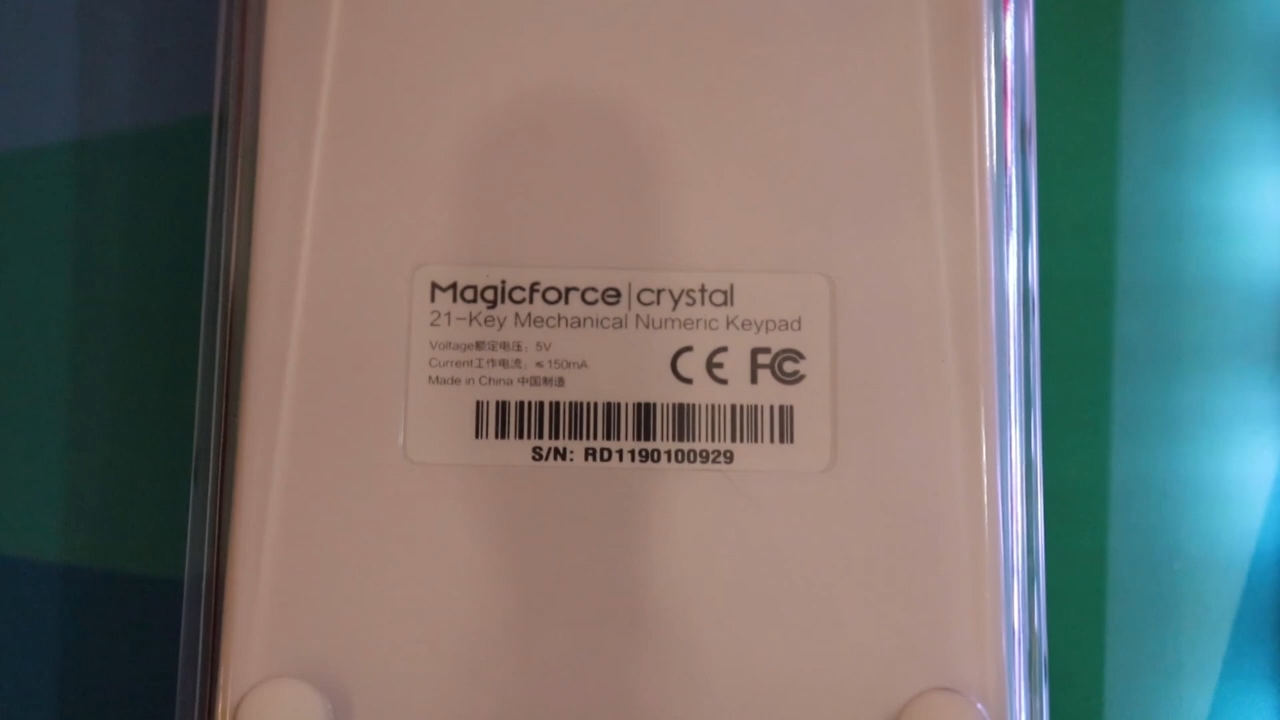 Magicforce|crystal
21-Key Mechanical Numeric Keypad
Voltage额定电压: 5V
Current工作电流: ≤150mA
Made in China 中国制造
CE FC
S/N: RD1190100929